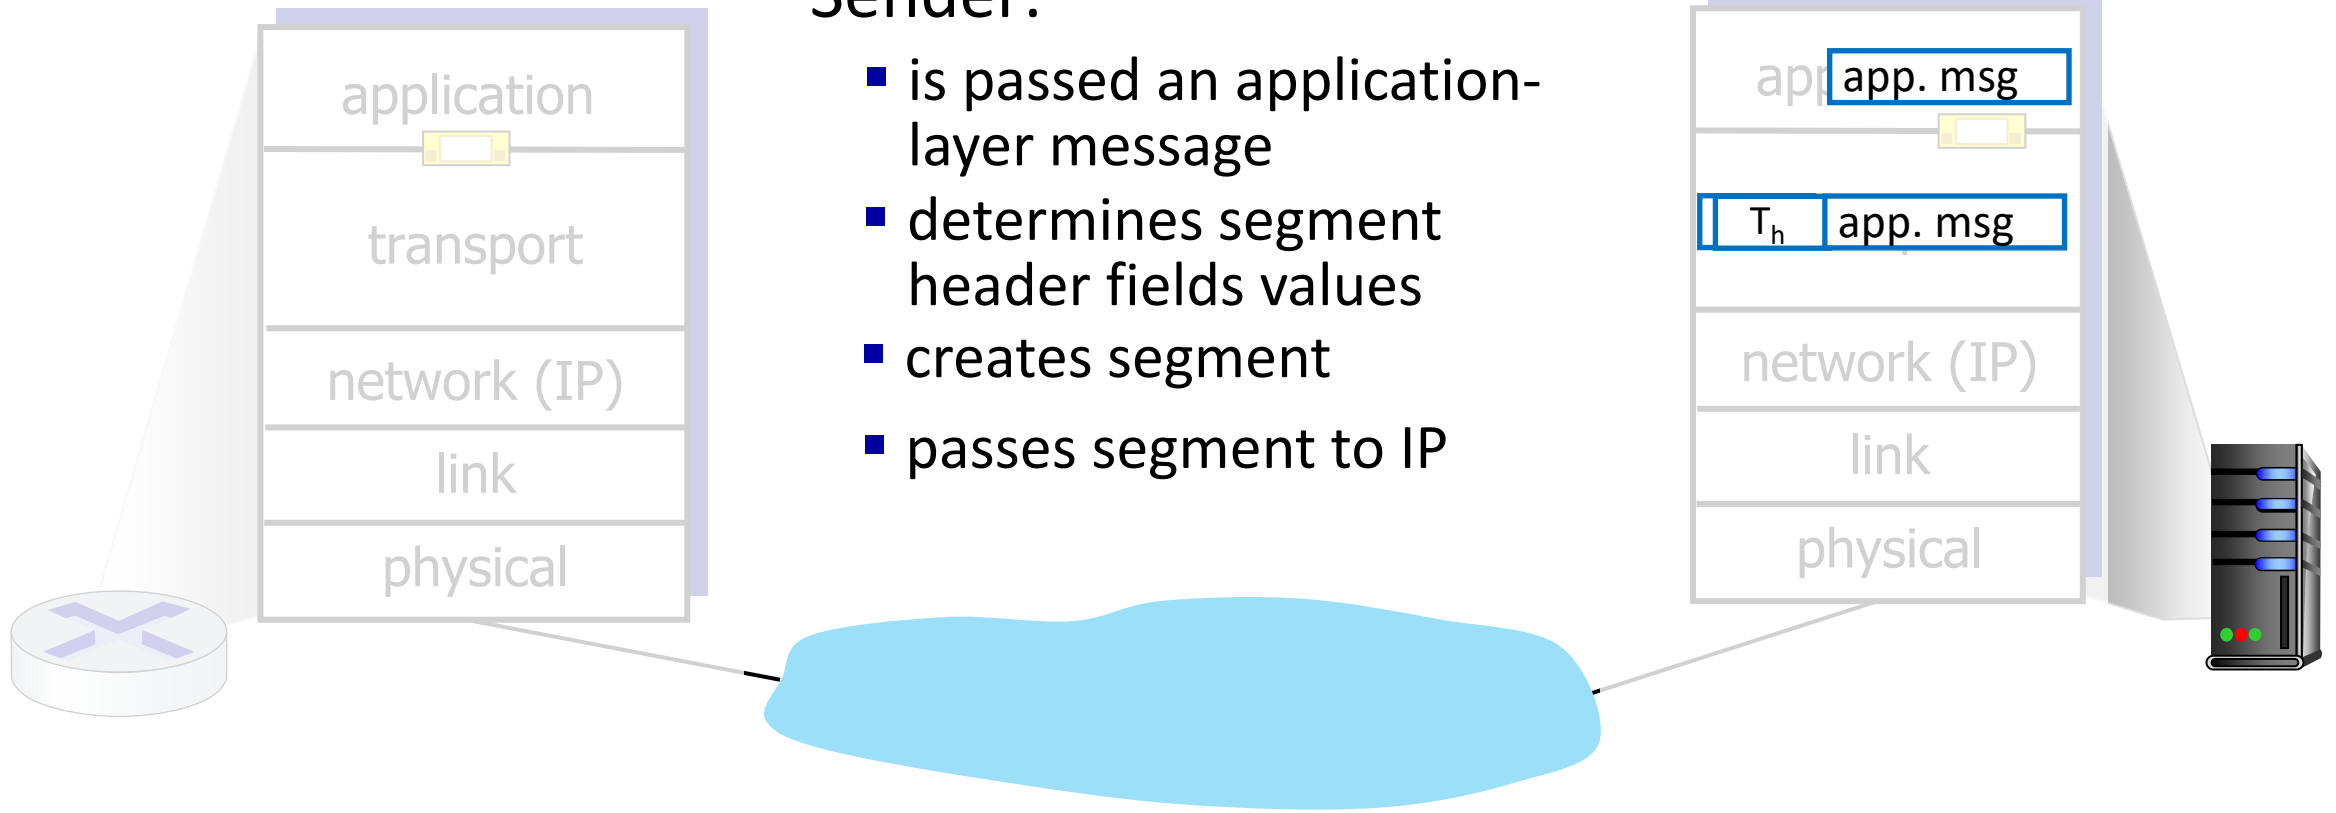 application
transport
network (IP)
link
physical
Sender:
is passed an application-
layer message
determines segment
header fields values
creates segment
passes segment to IP
app
app. msg
Th
app. msg
network (IP)
link
physical